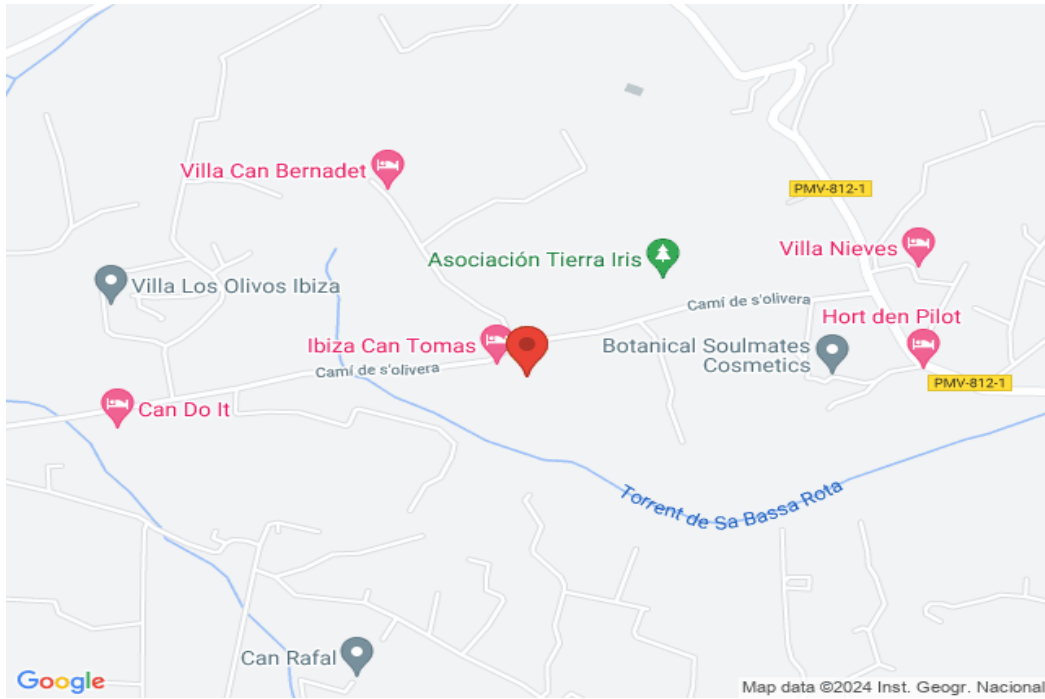 Villa Can Bernadet
PMV-812-1
Villa Nieves
Asociación Tierra Iris
Villa Los Olivos Ibiza
Camí de s'olivera
Hort den Pilot
Ibiza Can Tomas
Botanical Soulmates
Cosmetics
Camí de s'olivera
PMV-812-1
Can Do It
Torrent de Sa Bassa Rota
Can Rafal
Google
Map data ©2024 Inst. Geogr. Nacional